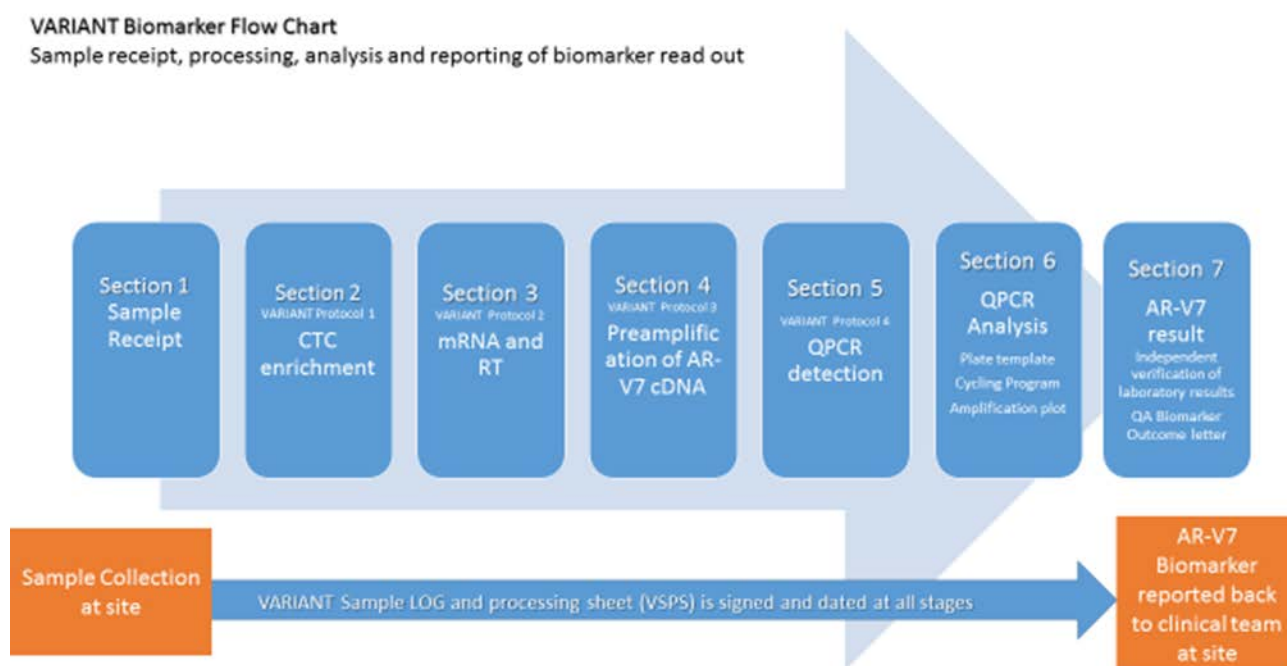 VARIANT Biomarker Flow Chart
Sample receipt, processing, analysis and reporting of biomarker read out
Section 1
Sample
Receipt
Section 2
VARIANT Protocol 1
CTC
enrichment
Section 3
VARIANT Protocol 2
mRNA and
RT
Section 4
VARIANT Protocol 3
Preamplific
ation of AR-
V7 cDNA
Section 5
VARIANT Protocol 4
QPCR
detection
Section 6
QPCR
Analysis
Plate template
Cycling Program
Amplification plot
Section 7
AR-V7
result
Independent
verification of
laboratory results
QA Biomarker
Outcome letter
Sample Collection
at site
VARIANT Sample LOG and processing sheet (VSPS) is signed and dated at all stages
AR-V7
Biomarker
reported back
to clinical team
at site